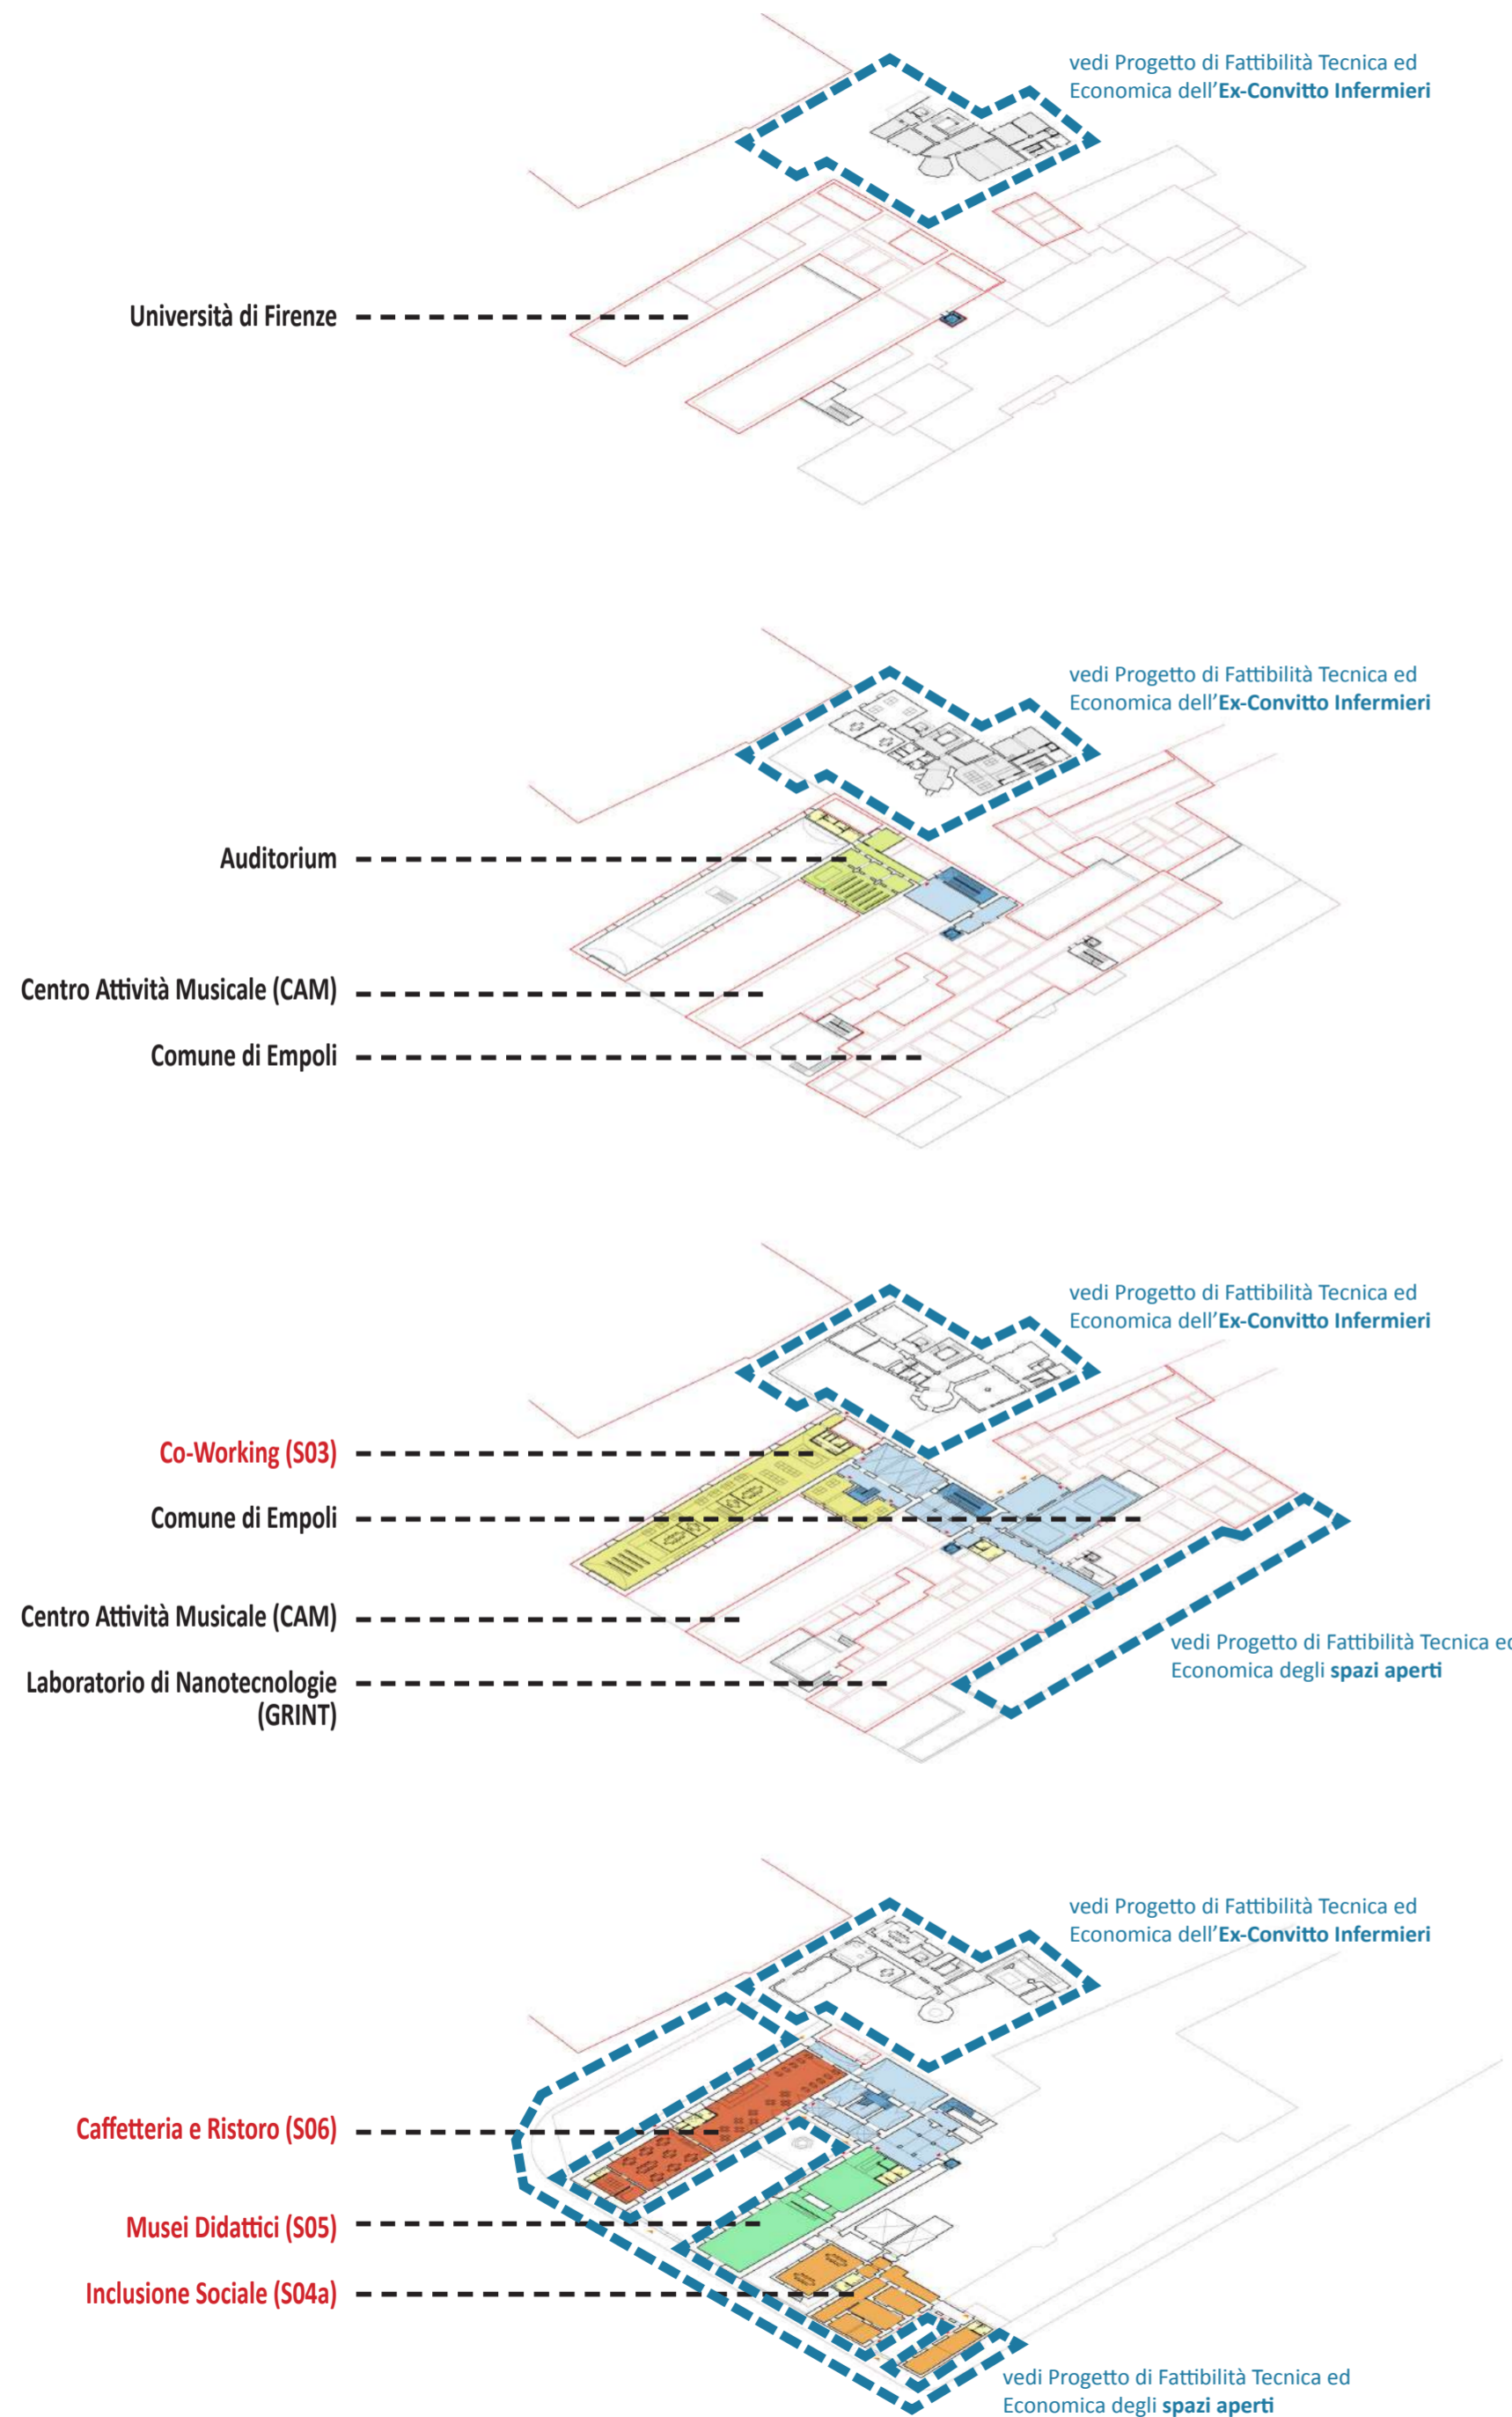 vedi Progetto di Fattibilità Tecnica ed
Economica dell'Ex-Convitto Infermieri
Università di Firenze
vedi Progetto di Fattibilità Tecnica ed
Economica dell'Ex-Convitto Infermieri
Auditorium
Centro Attività Musicale (CAM)
Comune di Empoli
vedi Progetto di Fattibilità Tecnica ed
Economica dell'Ex-Convitto Infermieri
Co-Working (S03)
Comune di Empoli
Centro Attività Musicale (CAM)
vedi Progetto di Fattibilità Tecnica ed
Economica degli spazi aperti
Laboratorio di Nanotecnologie
(GRINT)
vedi Progetto di Fattibilità Tecnica ed
Economica dell'Ex-Convitto Infermieri
Caffetteria e Ristoro (S06)
Musei Didattici (S05)
Inclusione Sociale (S04a)
vedi Progetto di Fattibilità Tecnica ed
Economica degli spazi aperti